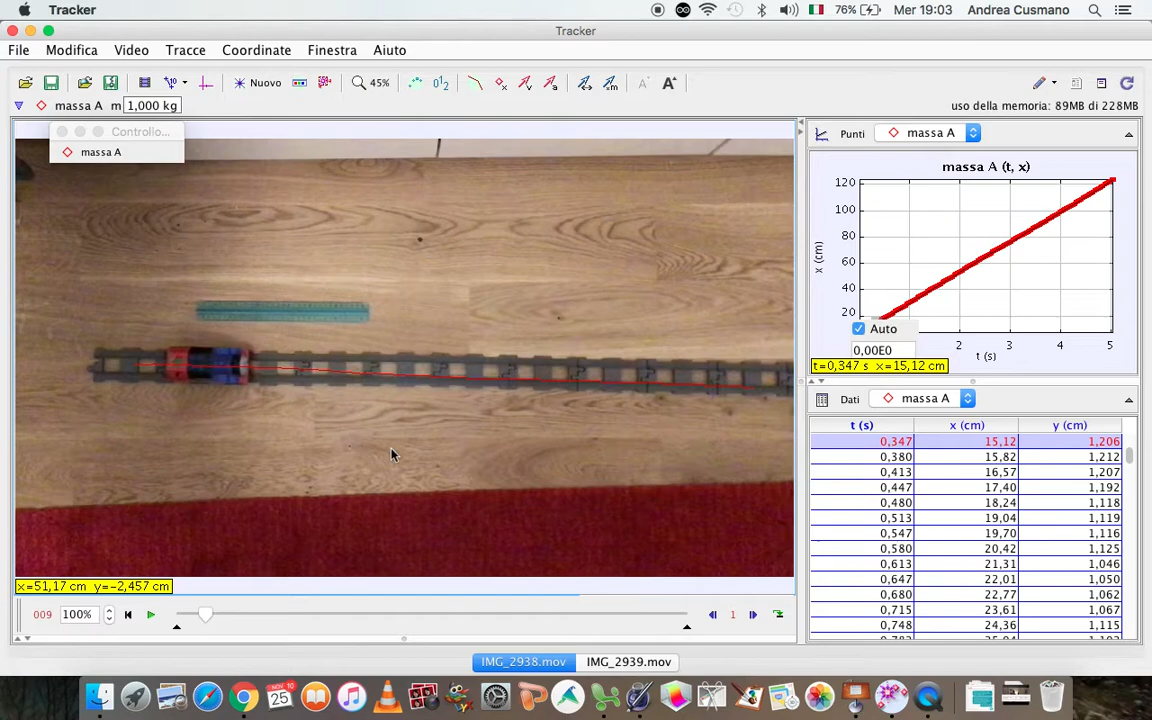 Tracker 76% Mer 19:03 Andrea Cusmano
Tracker
File Modifica Video Tracce Coordinate Finestra Aiuto
Nuovo 45%
massa A m 1,000 kg uso della memoria: 89MB di 228MB
Controllo...
massa A
Punti massa A
massa A (t, x)
120
100
80
60
40
20
x (cm)
Auto
0,00E0
2 3 4 5
t (s)
t=0,347 s x=15,12 cm
Dati massa A
t (s) x (cm) y (cm)
0,347 15,12 1,206
0,380 15,82 1,212
0,413 16,57 1,207
0,447 17,40 1,192
0,480 18,24 1,118
0,513 19,04 1,119
0,547 19,70 1,116
0,580 20,42 1,125
0,613 21,31 1,046
0,647 22,01 1,050
0,680 22,77 1,062
0,715 23,61 1,067
0,748 24,36 1,115
x=51,17 cm y=-2,457 cm
009 100% 1
IMG_2938.mov IMG_2939.mov
25